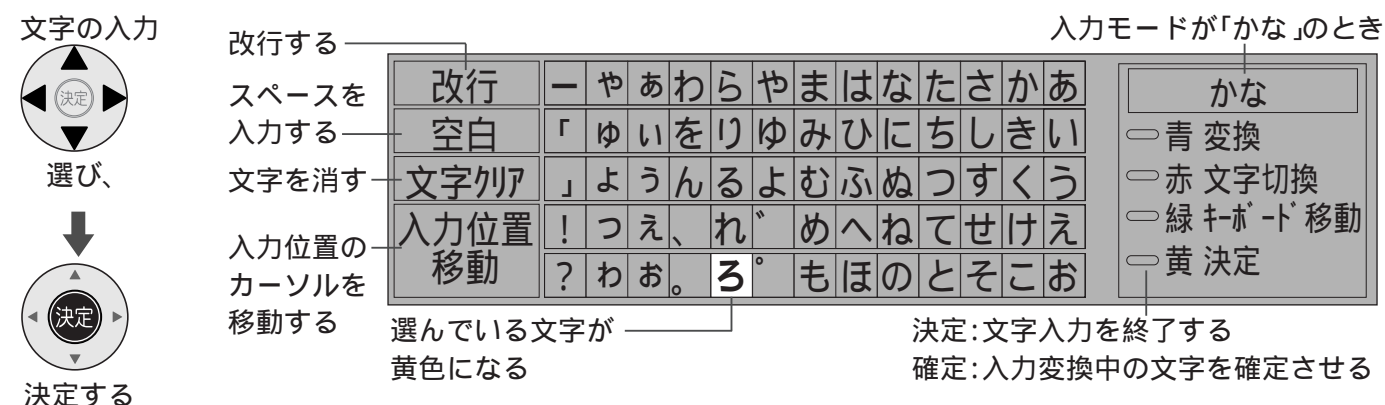 文字の入力
決定
選び、
決定
決定する
改行する
スペースを
入力する
文字を消す
入力位置の
カーソルを
移動する
入力モードが「かな」のとき
改行 ー ゃ ぁ わ ら や ま は な た さ か あ
空白 「 ゅ ぃ を り ゆ み ひ に ち し き い
文字クリア 」 ょ ぅ ん る よ む ふ ぬ つ す く う
入力位置 ! っ ぇ 、 れ ゛ め へ ね て せ け え
移動 ? ゎ ぉ 。 ろ ゜ も ほ の と そ こ お
かな
青 変換
赤 文字切換
緑 キーボード移動
黄 決定
選んでいる文字が
黄色になる
決定:文字入力を終了する
確定:入力変換中の文字を確定させる